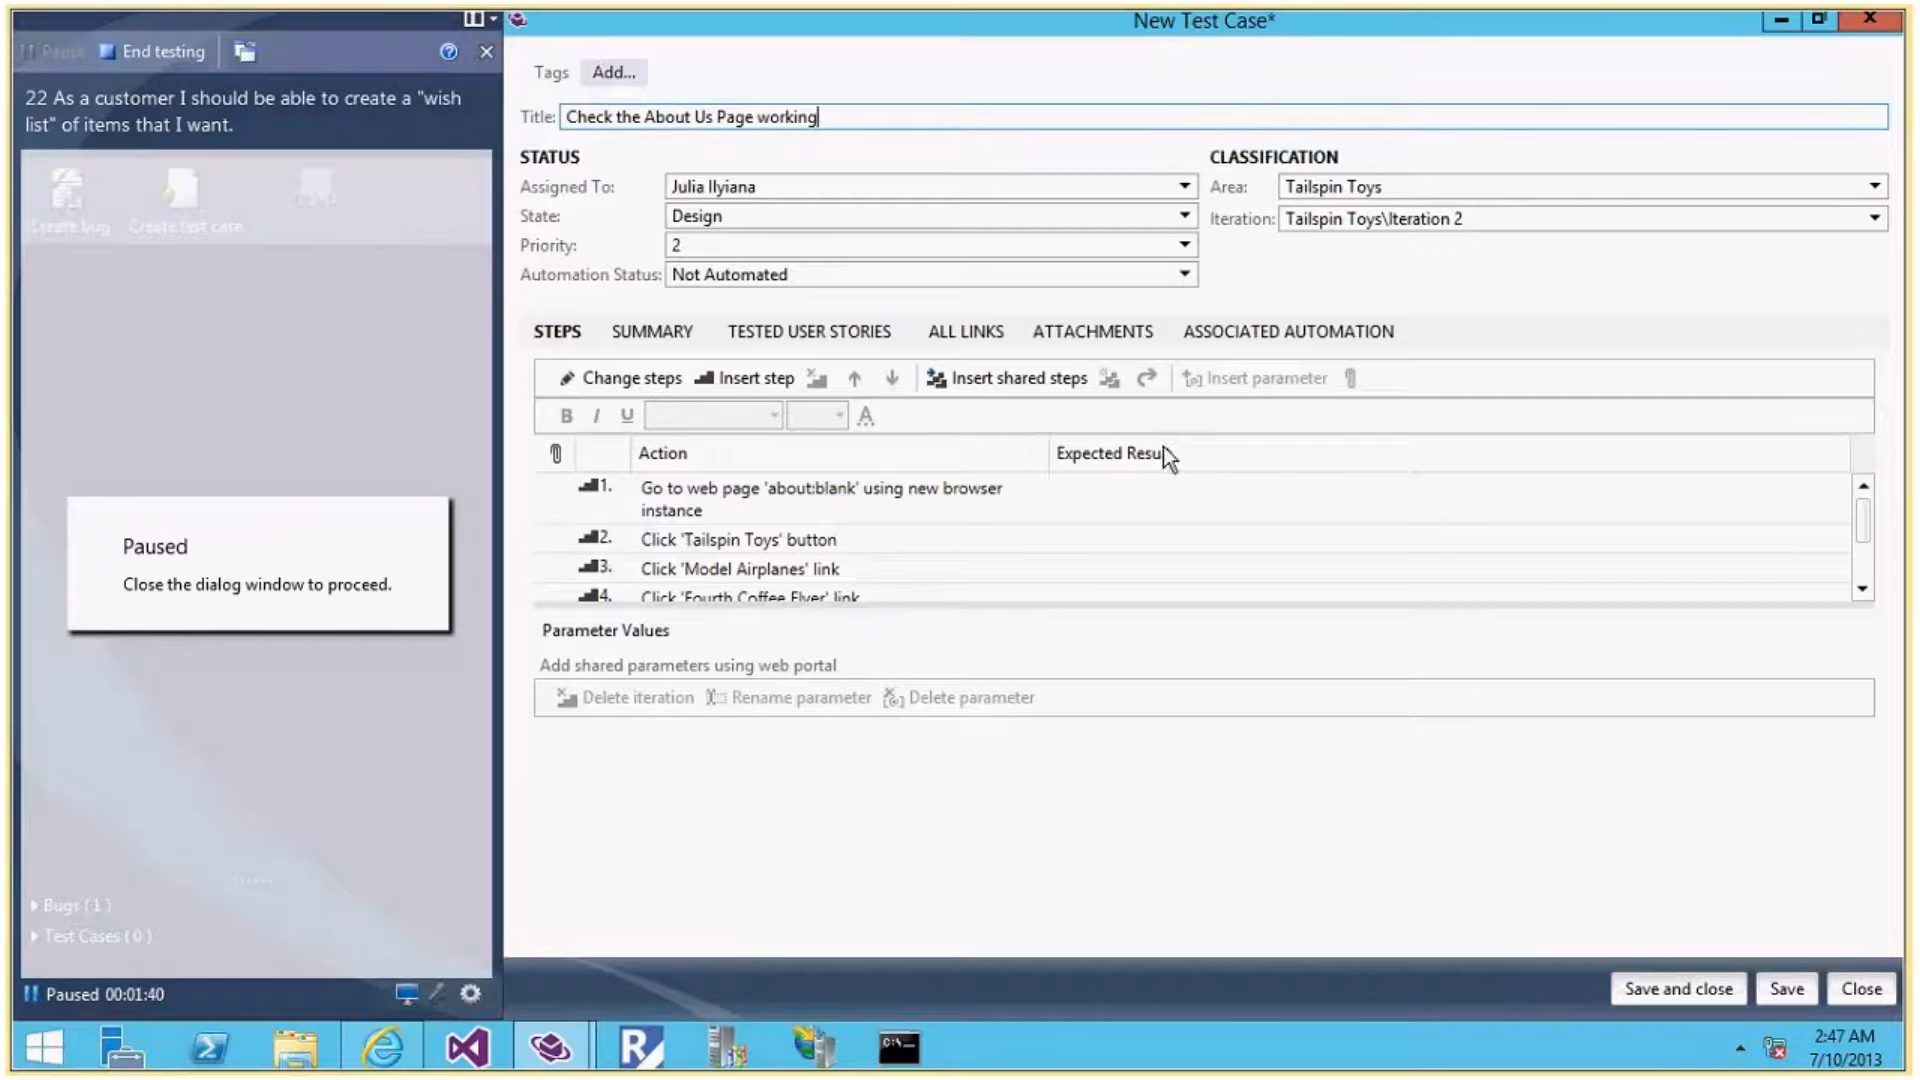 New Test Case*
Pause
End testing
22 As a customer I should be able to create a "wish
list" of items that I want.
Create bug
Create test case
Paused
Close the dialog window to proceed.
Bugs ( 1 )
Test Cases ( 0 )
Paused 00:01:40
Tags Add...
Title: Check the About Us Page working
STATUS
CLASSIFICATION
Assigned To: Julia Ilyiana
Area: Tailspin Toys
State: Design
Iteration: Tailspin Toys\Iteration 2
Priority: 2
Automation Status: Not Automated
STEPS SUMMARY TESTED USER STORIES ALL LINKS ATTACHMENTS ASSOCIATED AUTOMATION
Change steps Insert step Insert shared steps Insert parameter
B I U A
Action Expected Resu
1. Go to web page 'about:blank' using new browser
instance
2. Click 'Tailspin Toys' button
3. Click 'Model Airplanes' link
4. Click 'Fourth Coffee Flyer' link
Parameter Values
Add shared parameters using web portal
Delete iteration Rename parameter Delete parameter
Save and close Save Close
2:47 AM
7/10/2013